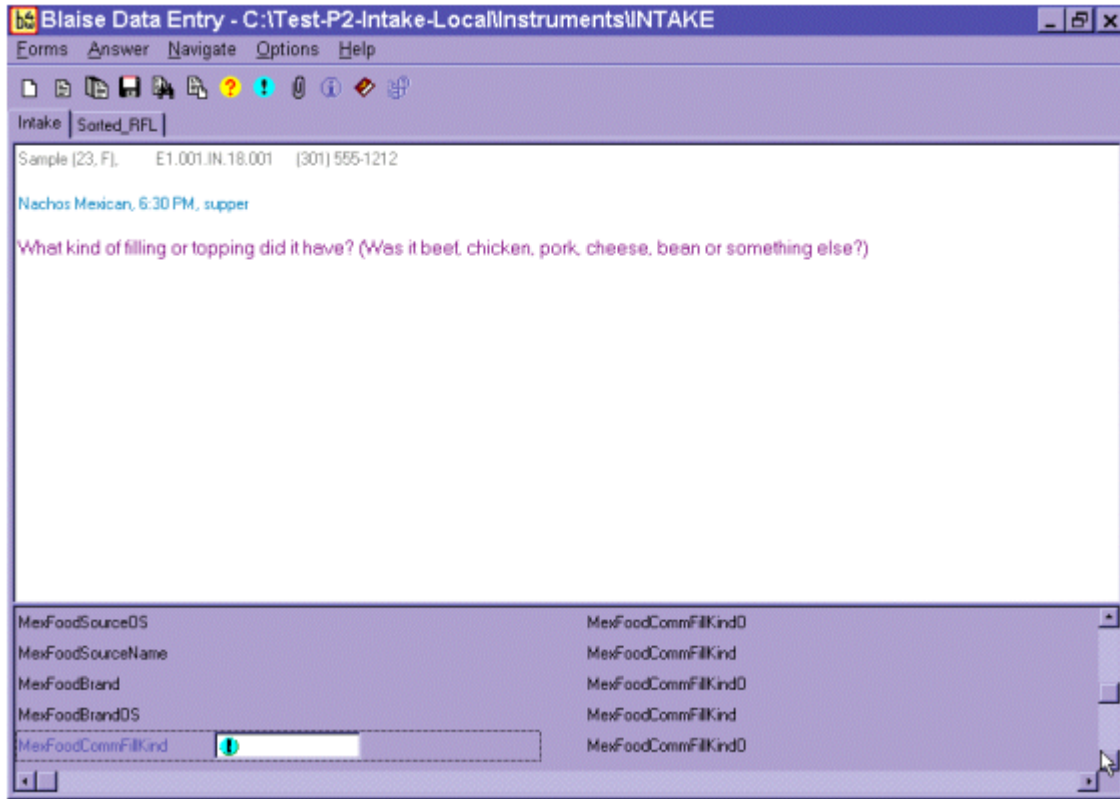 Blaise Data Entry - C:\Test-P2-Intake-Local\Instruments\INTAKE
Forms Answer Navigate Options Help
Intake Sorted_RFL
Sample (23, F), E1.001.IN.18.001 (301) 555-1212
Nachos Mexican, 6:30 PM, supper
What kind of filling or topping did it have? (Was it beef, chicken, pork, cheese, bean or something else?)
MexFoodSourceOS MexFoodCommFillKindO
MexFoodSourceName MexFoodCommFillKind
MexFoodBrand MexFoodCommFillKindO
MexFoodBrandOS MexFoodCommFillKind
MexFoodCommFillKind MexFoodCommFillKindO